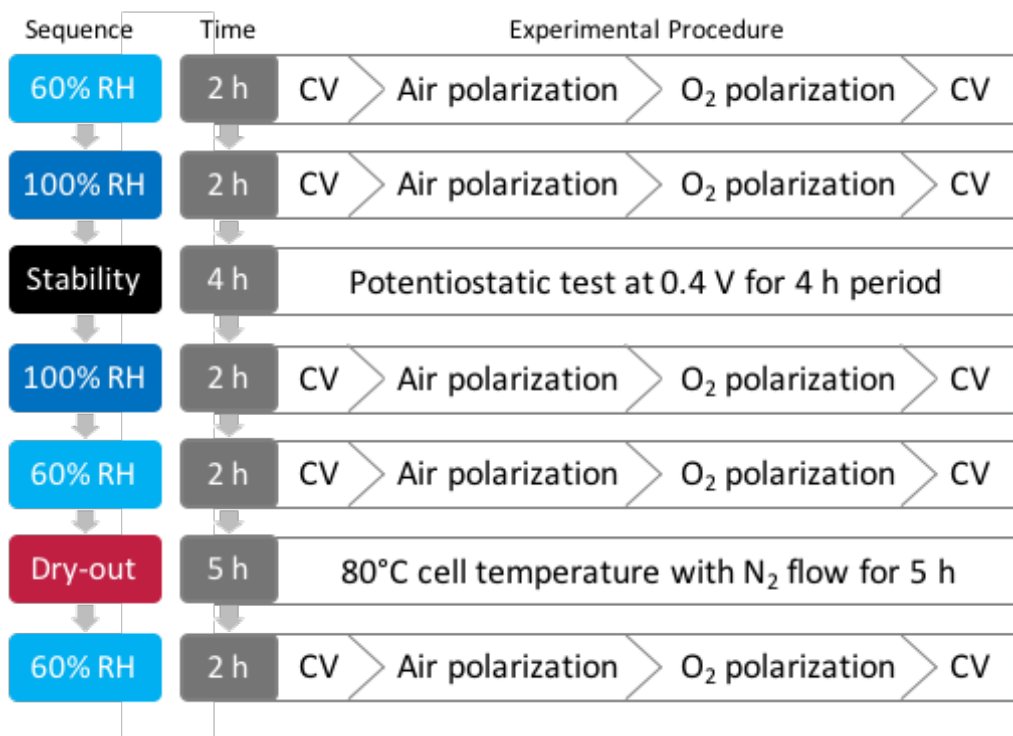 Sequence Time Experimental Procedure
60% RH 2 h CV Air polarization O₂ polarization CV
100% RH 2 h CV Air polarization O₂ polarization CV
Stability 4 h Potentiostatic test at 0.4 V for 4 h period
100% RH 2 h CV Air polarization O₂ polarization CV
60% RH 2 h CV Air polarization O₂ polarization CV
Dry-out 5 h 80°C cell temperature with N₂ flow for 5 h
60% RH 2 h CV Air polarization O₂ polarization CV